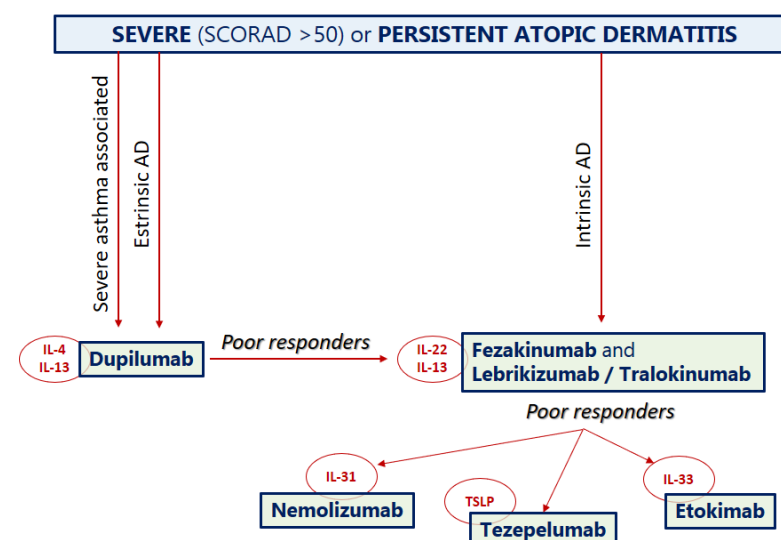 SEVERE (SCORAD >50) or PERSISTENT ATOPIC DERMATITIS
Severe asthma associated
Estrinsic AD
Intrinsic AD
IL-4
IL-13
Dupilumab
Poor responders
IL-22
IL-13
Fezakinumab and
Lebrikizumab / Tralokinumab
Poor responders
IL-31
Nemolizumab
TSLP
Tezepelumab
IL-33
Etokimab